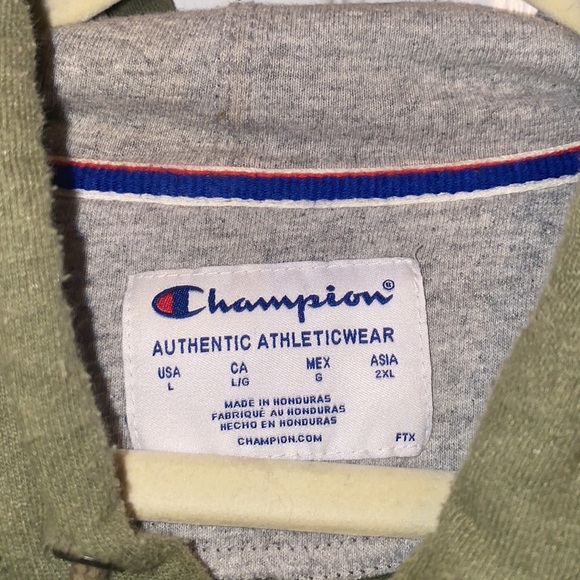 Champion®
AUTHENTIC ATHLETICWEAR
USA CA MEX ASIA
L L/G G 2XL
MADE IN HONDURAS
FABRIQUÉ AU HONDURAS
HECHO EN HONDURAS
CHAMPION.COM FTX